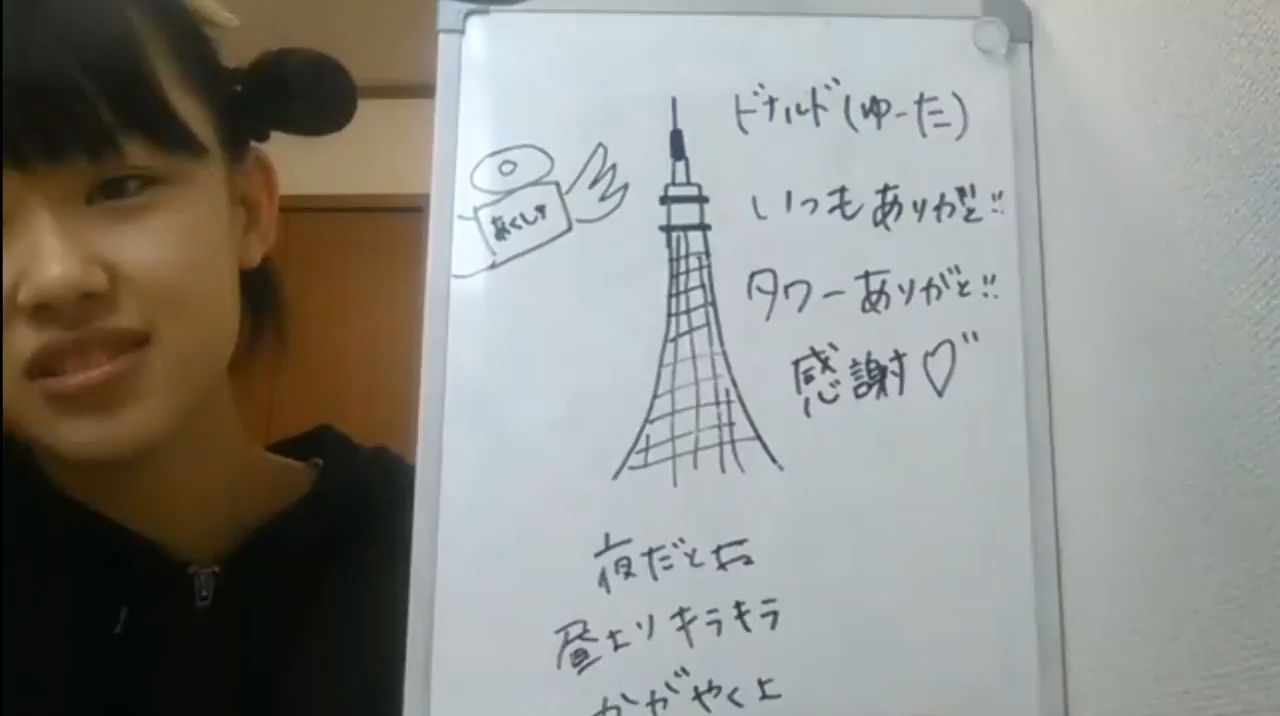 ドナルド(ゆーた)
いつもありがと!!
タワーありがと!!
感謝♡
あくしす
夜だとね
昼よりキラキラ
かがやくよ